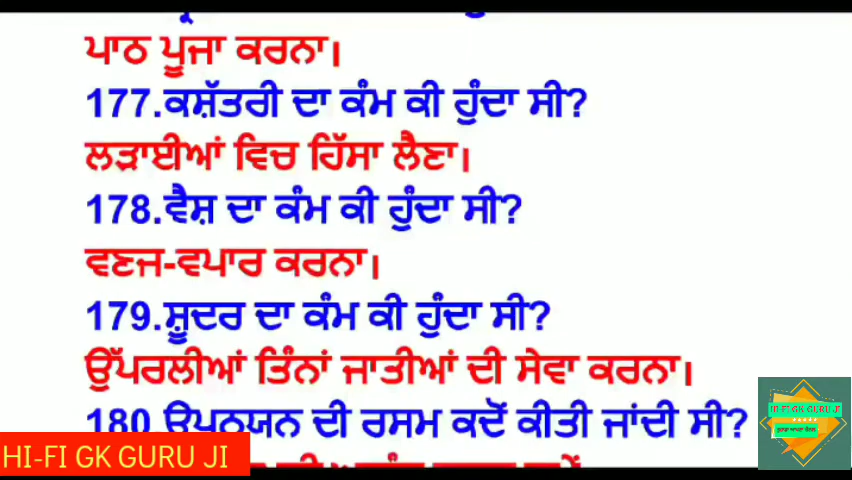 ਪਾਠ ਪੂਜਾ ਕਰਨਾ।
177.ਕਸ਼ੱਤਰੀ ਦਾ ਕੰਮ ਕੀ ਹੁੰਦਾ ਸੀ?
ਲੜਾਈਆਂ ਵਿਚ ਹਿੱਸਾ ਲੈਣਾ।
178.ਵੈਸ਼ ਦਾ ਕੰਮ ਕੀ ਹੁੰਦਾ ਸੀ?
ਵਣਜ-ਵਪਾਰ ਕਰਨਾ।
179.ਸ਼ੂਦਰ ਦਾ ਕੰਮ ਕੀ ਹੁੰਦਾ ਸੀ?
ਉੱਪਰਲੀਆਂ ਤਿੰਨਾਂ ਜਾਤੀਆਂ ਦੀ ਸੇਵਾ ਕਰਨਾ।
180.ਉਪਨਯਨ ਦੀ ਰਸਮ ਕਦੋਂ ਕੀਤੀ ਜਾਂਦੀ ਸੀ?
HI-FI GK GURU JI
HI-FI GK GURU JI